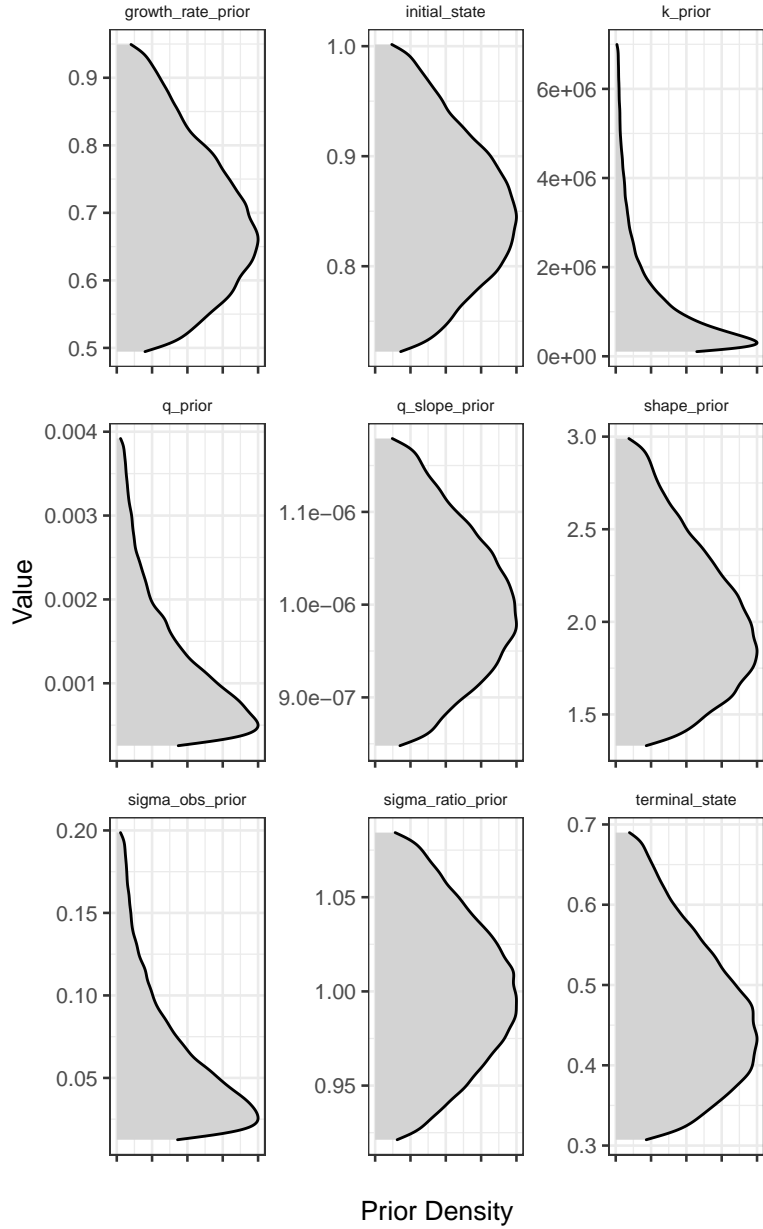 growth_rate_prior
initial_state
k_prior
0.9
0.8
0.7
0.6
0.5
1.0
0.9
0.8
6e+06
4e+06
2e+06
0e+00
q_prior
q_slope_prior
shape_prior
0.004
0.003
0.002
0.001
1.1e−06
1.0e−06
9.0e−07
3.0
2.5
2.0
1.5
Value
sigma_obs_prior
sigma_ratio_prior
terminal_state
0.20
0.15
0.10
0.05
1.05
1.00
0.95
0.7
0.6
0.5
0.4
0.3
Prior Density